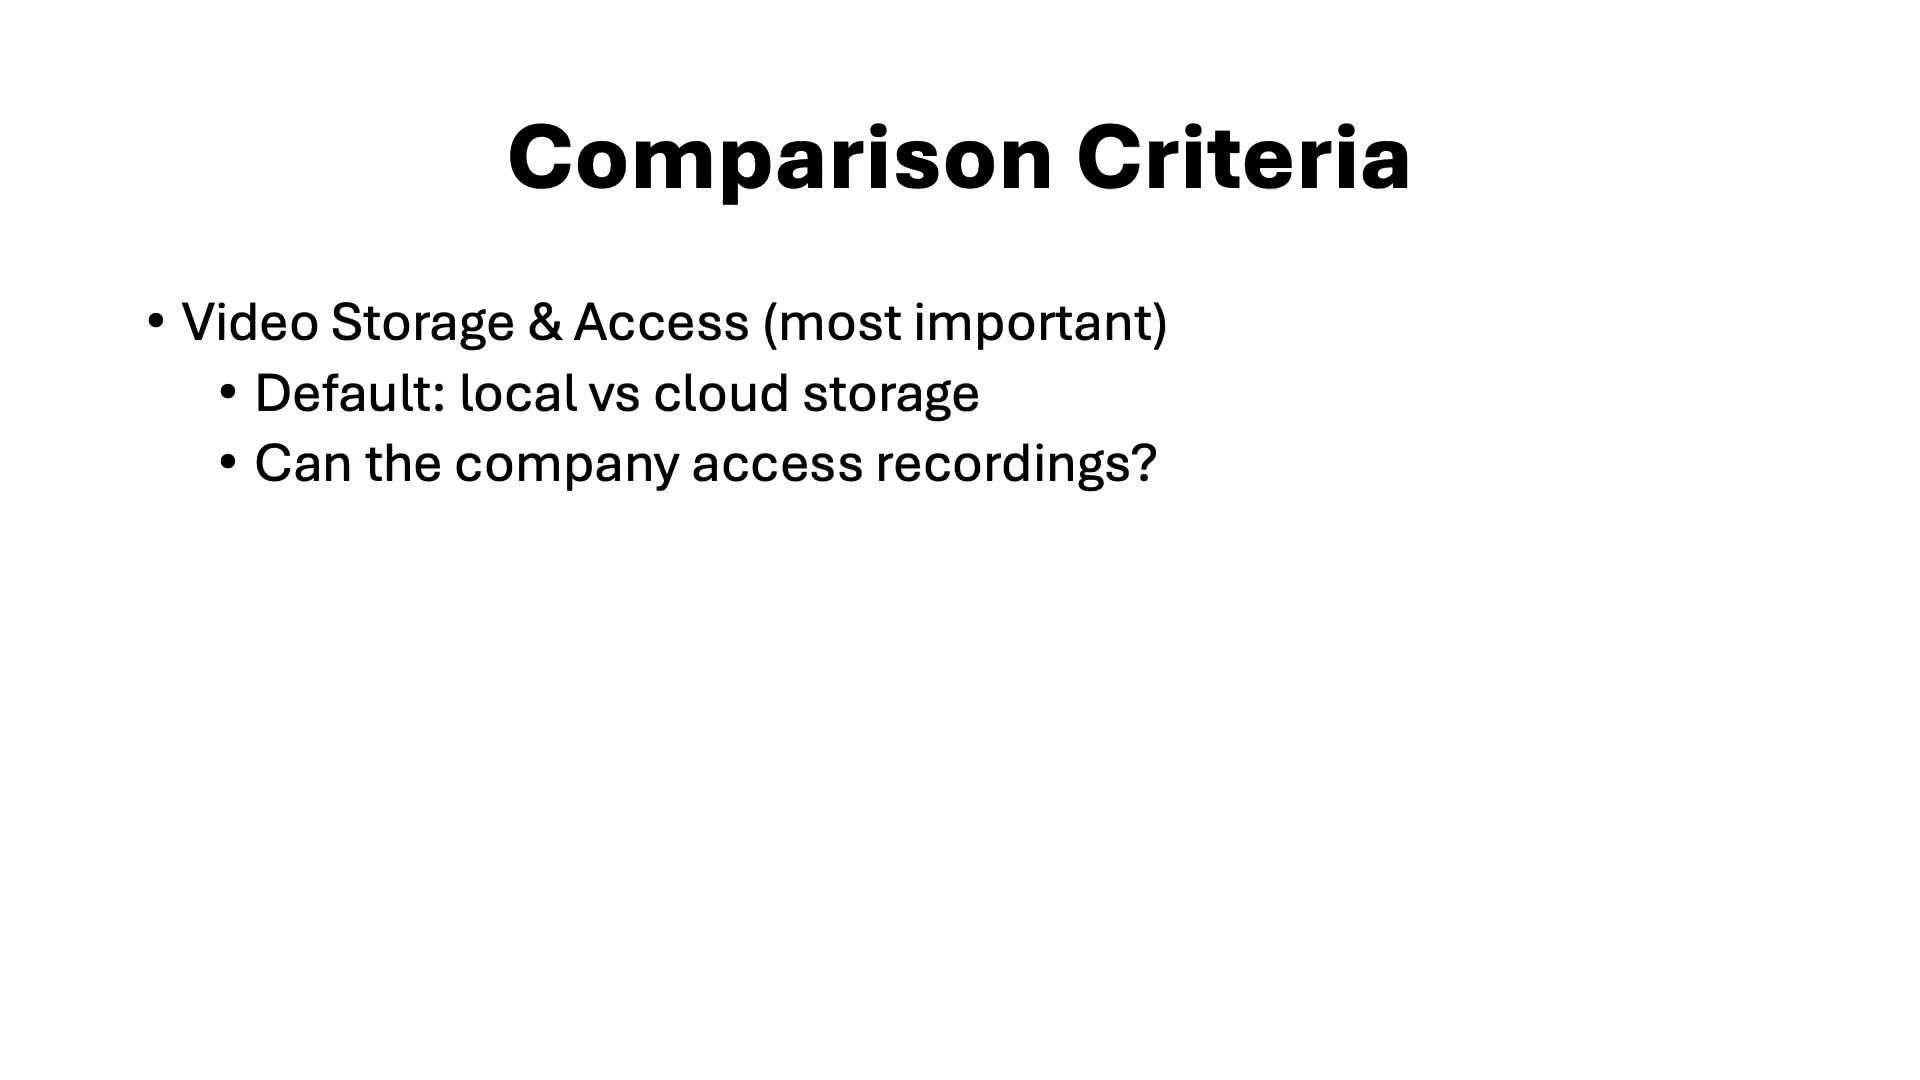 Comparison Criteria
• Video Storage & Access (most important)
• Default: local vs cloud storage
• Can the company access recordings?